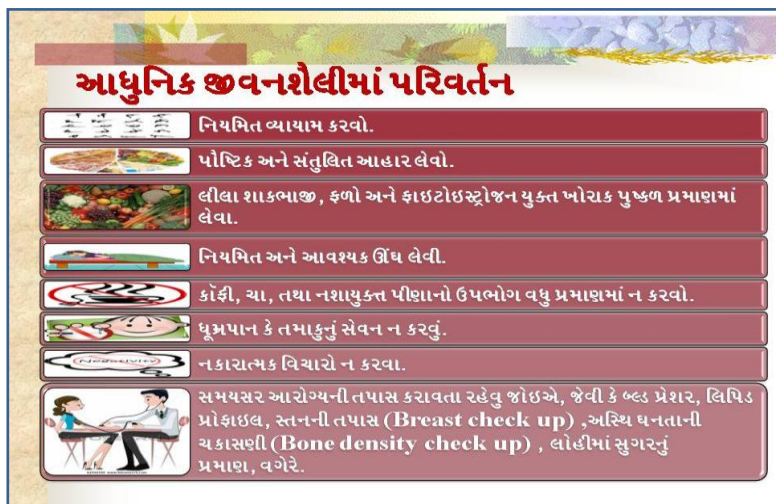 આધુનિક જીવનશૈલીમાં પરિવર્તન
નિયમિત વ્યાયામ કરવો.
પૌષ્ટિક અને સંતુલિત આહાર લેવો.
લીલા શાકભાજી, ફળો અને ફાઇટોઇસ્ટ્રોજન યુક્ત ખોરાક પુષ્કળ પ્રમાણમાં
લેવા.
નિયમિત અને આવશ્યક ઊંઘ લેવી.
કૉફી, ચા, તથા નશાયુક્ત પીણાનો ઉપભોગ વધુ પ્રમાણમાં ન કરવો.
ધૂમ્રપાન કે તમાકુનું સેવન ન કરવું.
Negativity
નકારાત્મક વિચારો ન કરવા.
સમયસર આરોગ્યની તપાસ કરાવતા રહેવુ જોઇએ, જેવી કે બ્લ્ડ પ્રેશર, લિપિડ
પ્રોફાઇલ, સ્તનની તપાસ (Breast check up) ,અસ્થિ ઘનતાની
ચકાસણી (Bone density check up) , લોહીમાં સુગરનું
પ્રમાણ, વગેરે.